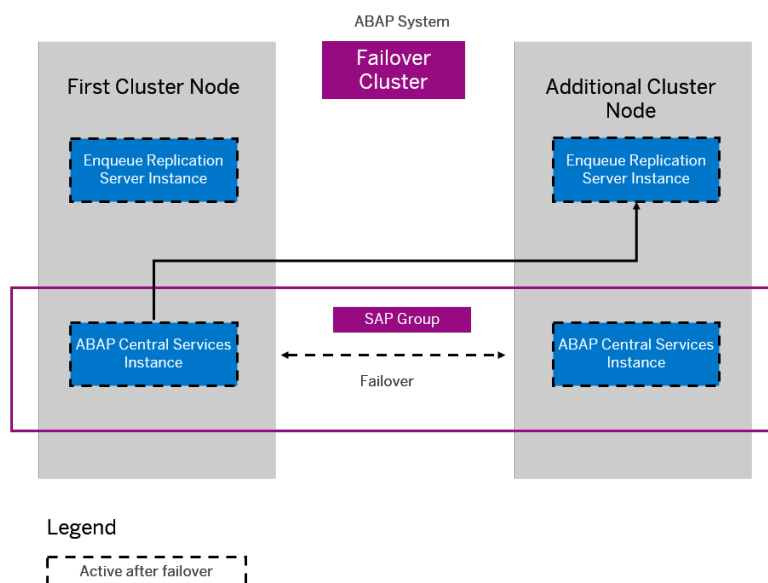 ABAP System
Failover
Cluster
First Cluster Node
Additional Cluster
Node
Enqueue Replication
Server Instance
Enqueue Replication
Server Instance
SAP Group
ABAP Central Services
Instance
ABAP Central Services
Instance
Failover
Legend
Active after failover